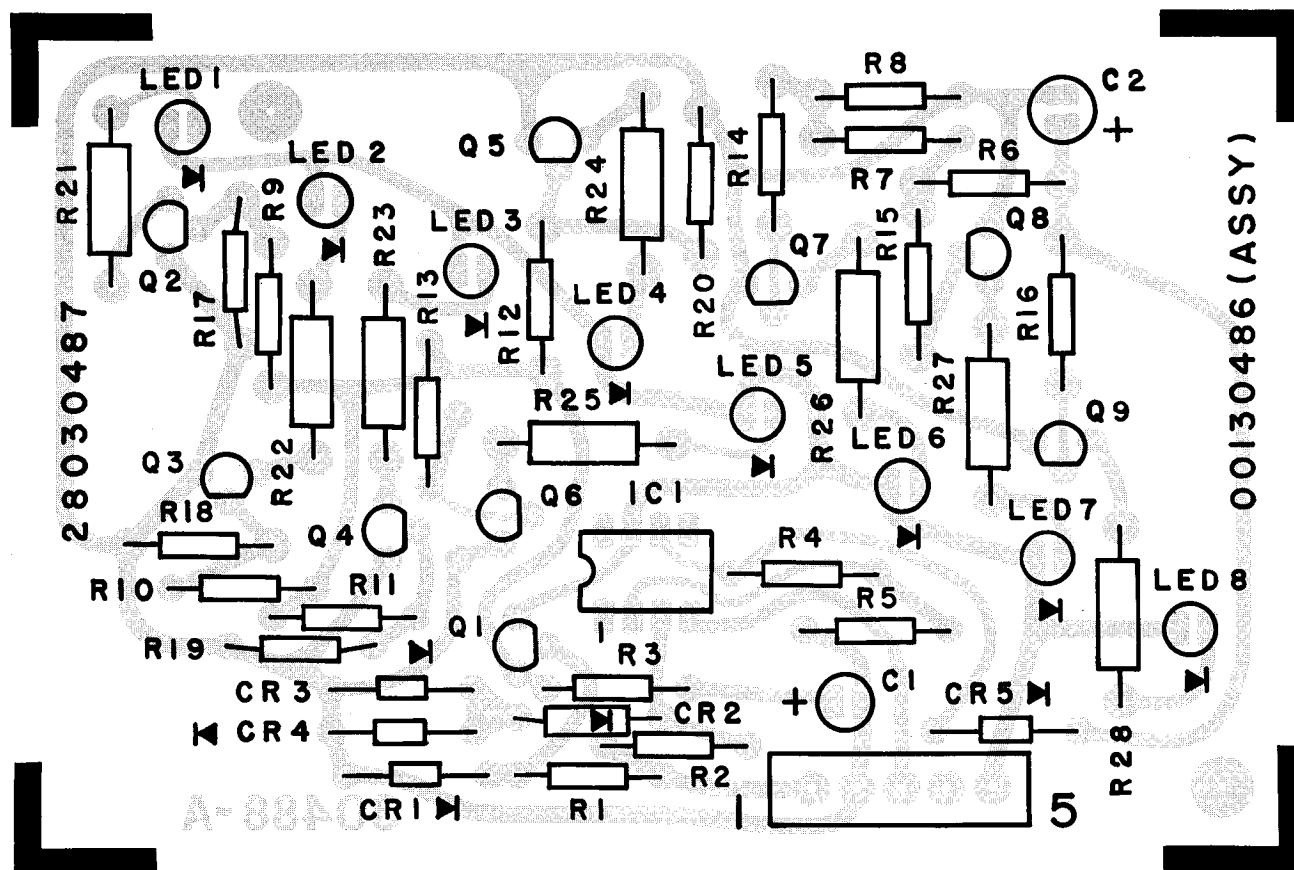 LED1
R8
C2
+
Q5
LED2
R14
R6
R7
R21
R9
R24
R23
LED3
R15
Q8
Q2
Q7
R17
R13
R12
LED4
R20
R16
28030487
00130486(ASSY)
LED5
R27
R25
R26
LED6
Q9
Q3
R22
Q6
IC1
LED7
R18
Q4
R4
R10
R11
R5
LED8
Q1
1
R19
R3
CR3
C1
CR5
+
CR2
CR4
R2
R28
CR1
R1
1
5
30486-A